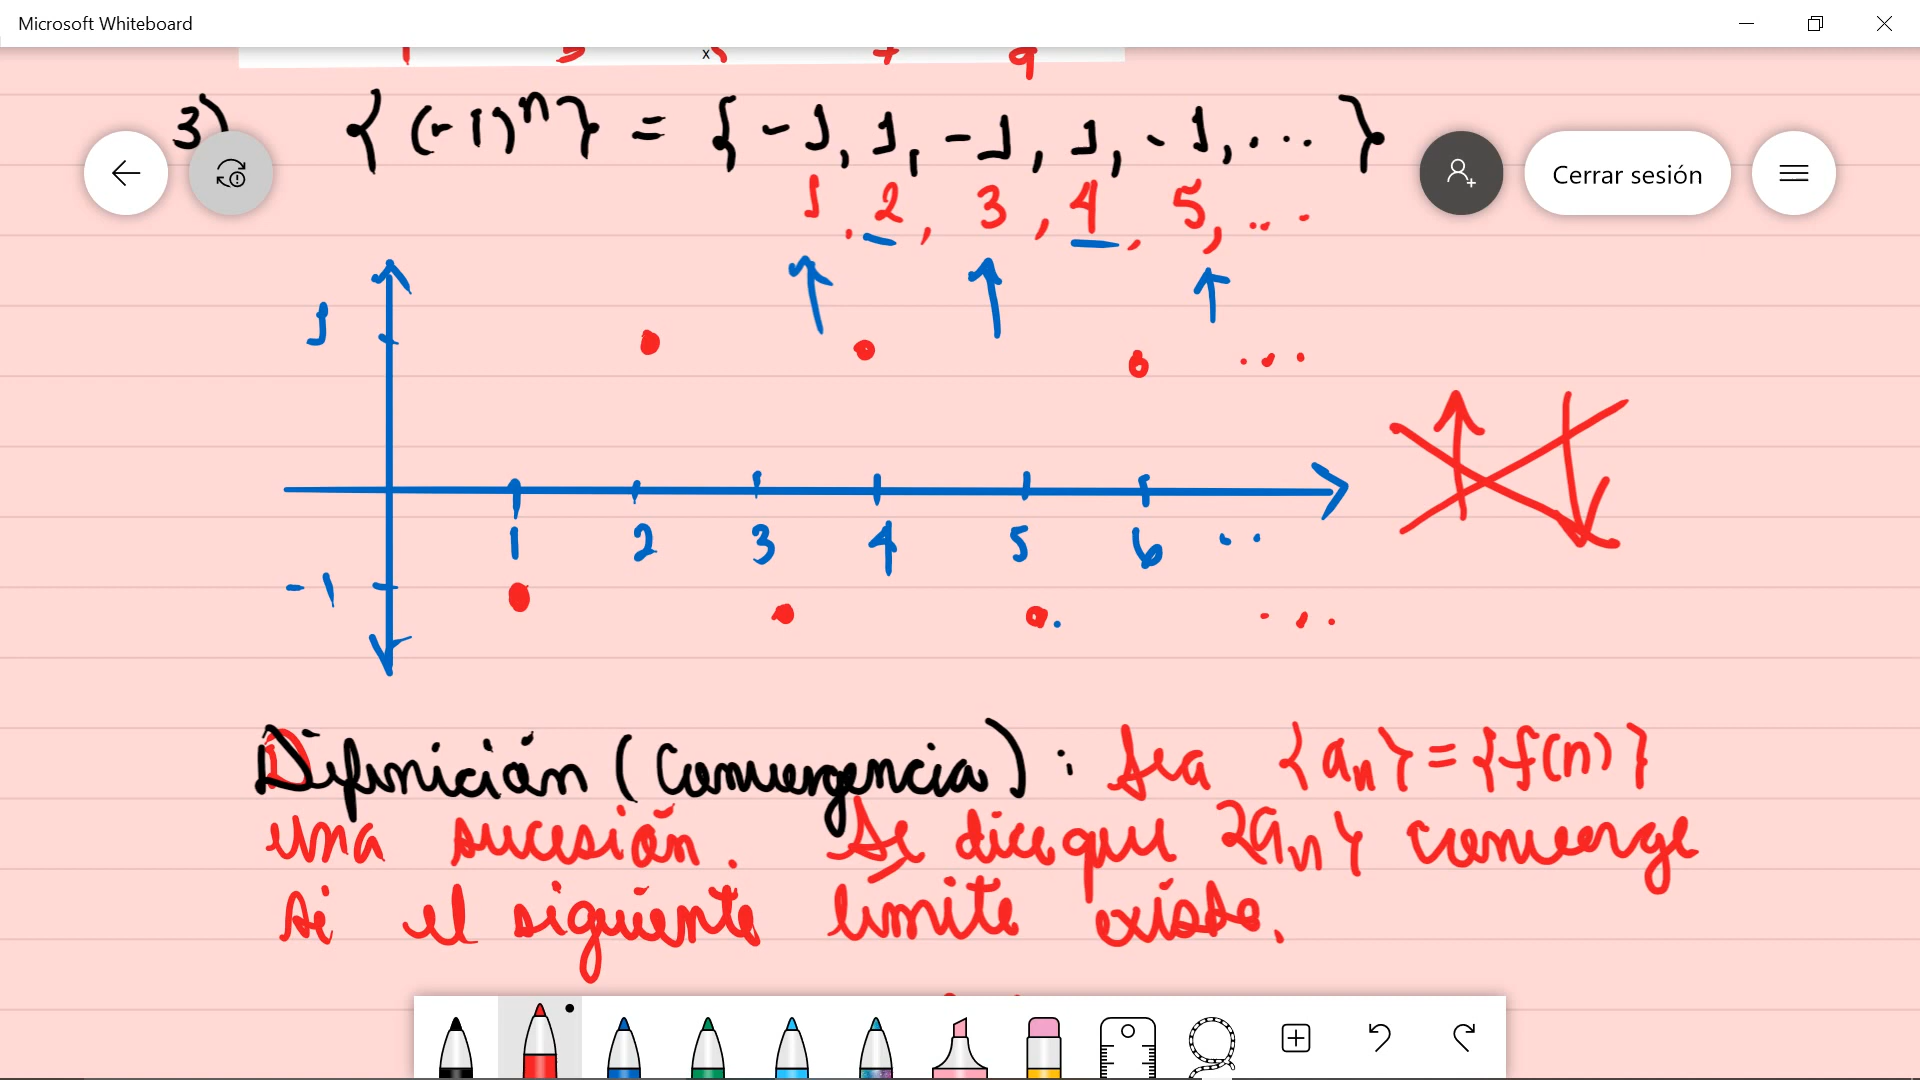 Microsoft Whiteboard
3) {(-1)^n} = {-1, 1, -1, 1, -1, ... }
1, 2, 3, 4, 5, ...
Cerrar sesión
1
1 2 3 4 5 6 ..
-1
Definición (Convergencia): Sea {a_n} = {f(n)}
una sucesión. Se dice que {a_n} converge
si el siguiente límite existe.